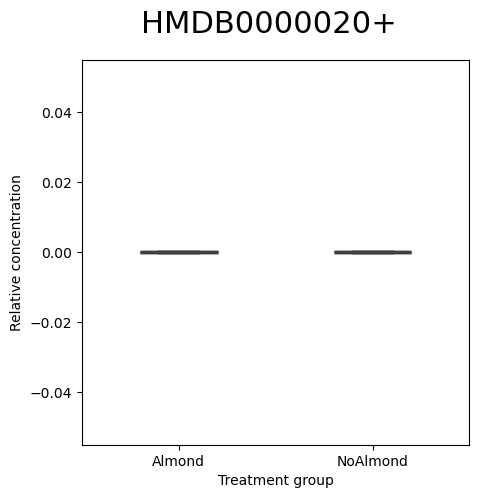 HMDB0000020+
0.04
0.02
0.00
−0.02
−0.04
Relative concentration
Almond
NoAlmond
Treatment group